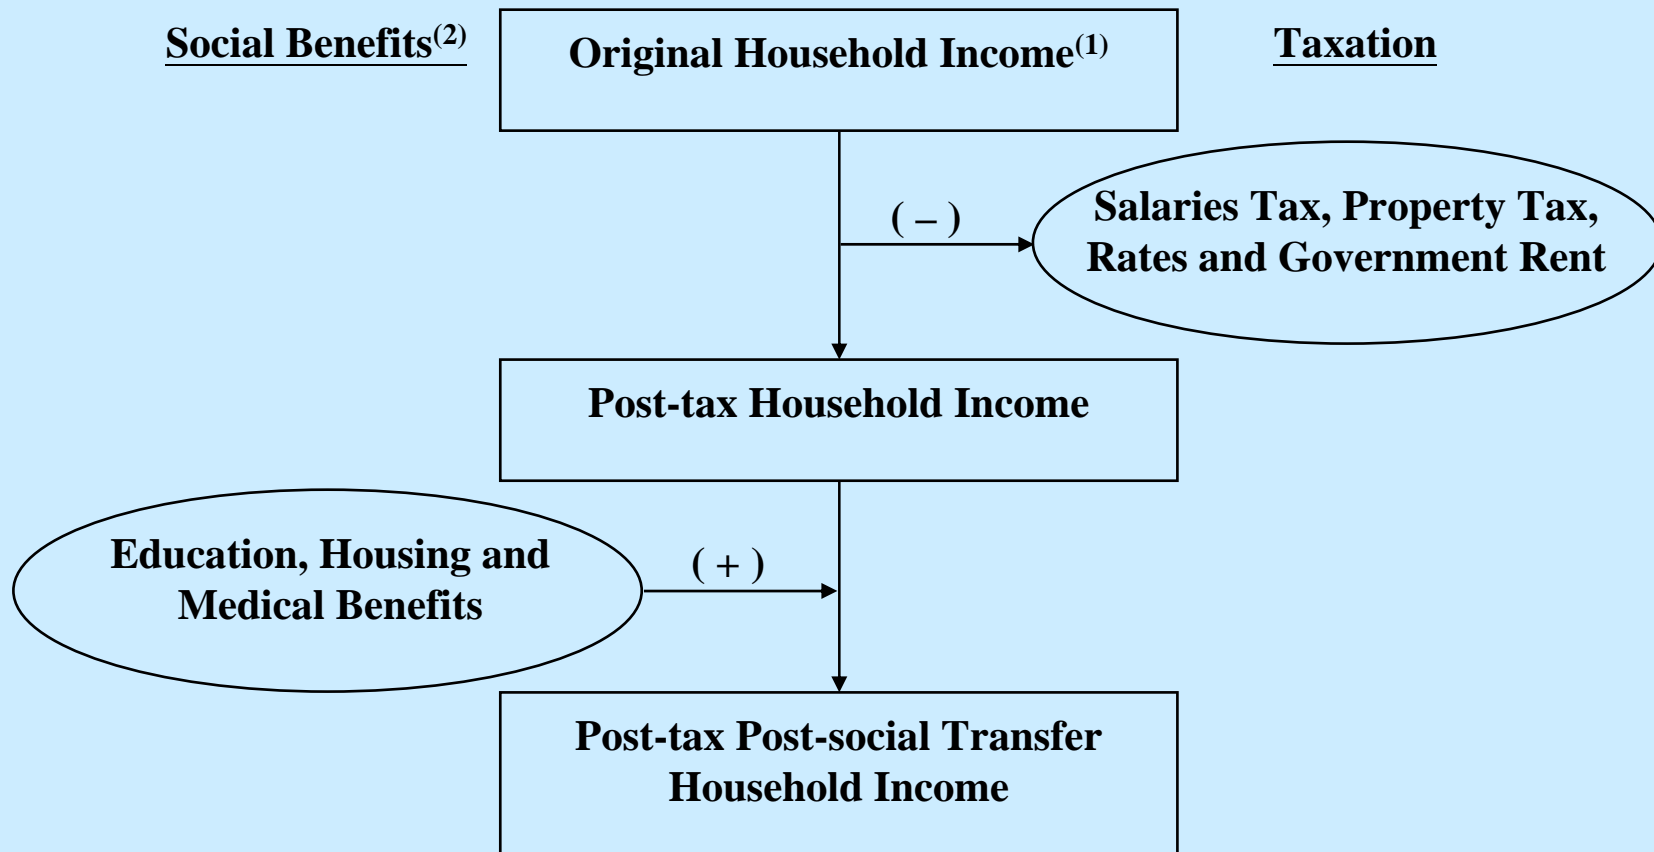 Social Benefits(2)
Original Household Income(1)
Taxation
( – )
Salaries Tax, Property Tax,
Rates and Government Rent
Post-tax Household Income
Education, Housing and
Medical Benefits
( + )
Post-tax Post-social Transfer
Household Income